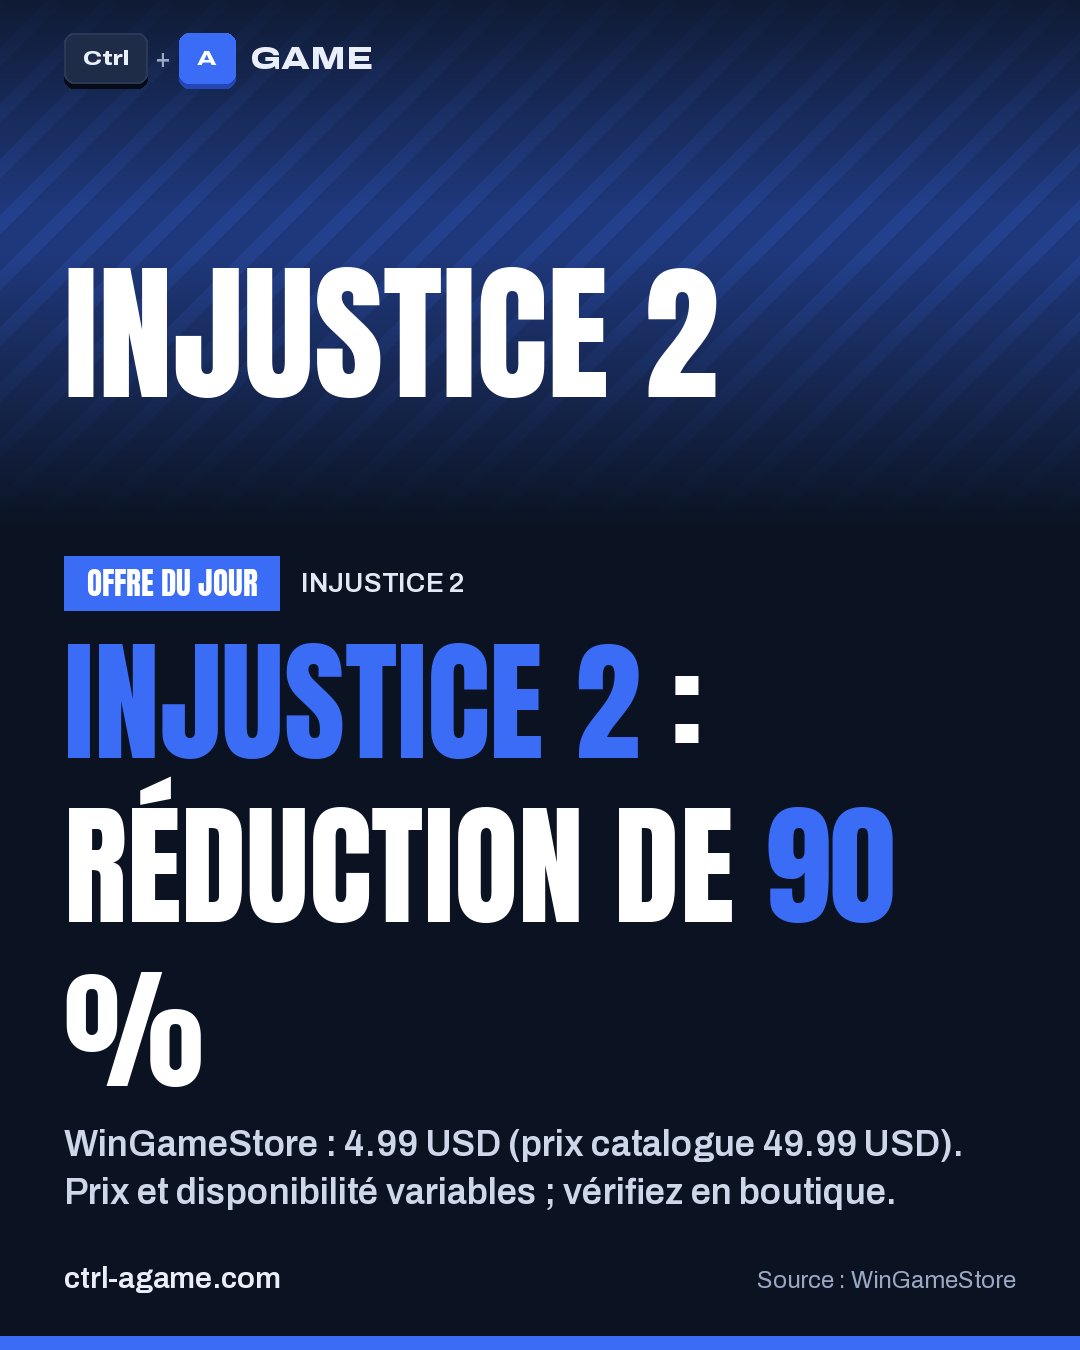 Ctrl + A GAME
INJUSTICE 2
OFFRE DU JOUR INJUSTICE 2
INJUSTICE 2 :
RÉDUCTION DE 90
%
WinGameStore : 4.99 USD (prix catalogue 49.99 USD).
Prix et disponibilité variables ; vérifiez en boutique.
ctrl-agame.com
Source : WinGameStore